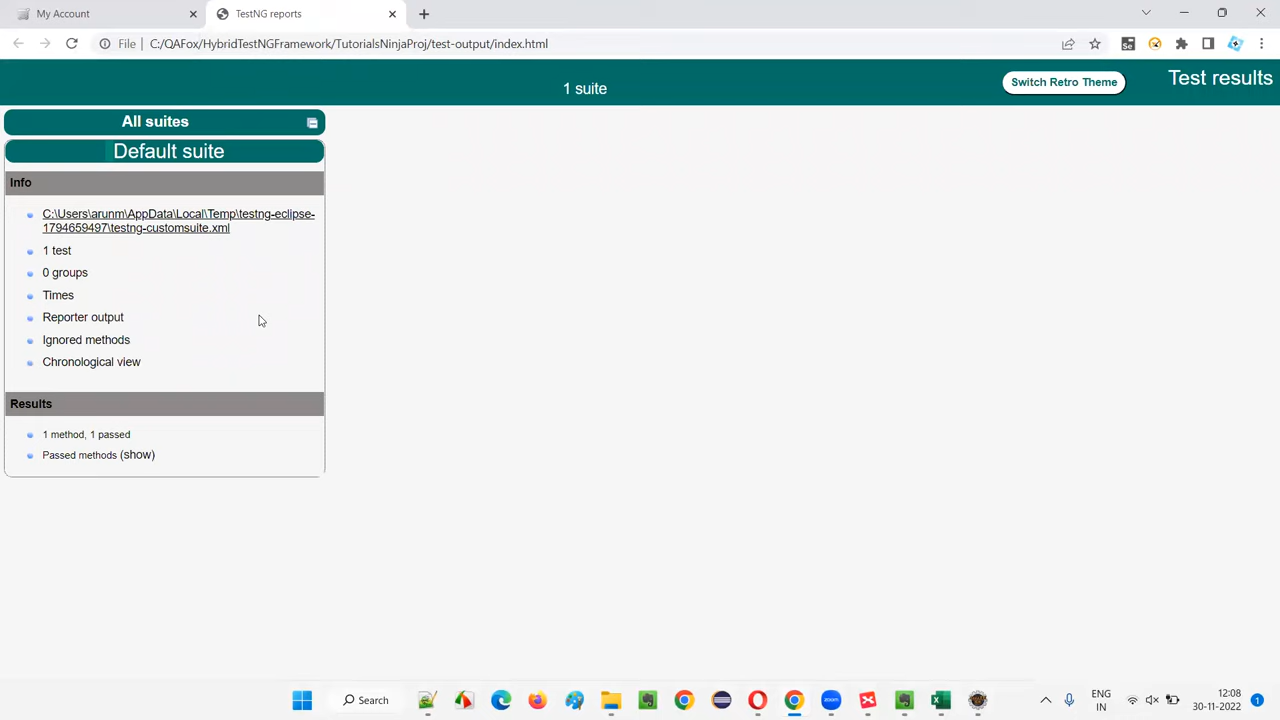 My Account
TestNG reports
File
C:/QAFox/HybridTestNGFramework/TutorialsNinjaProj/test-output/index.html
1 suite
Switch Retro Theme
Test results
All suites
Default suite
Info
C:\Users\arunm\AppData\Local\Temp\testng-eclipse-
1794659497\testng-customsuite.xml
1 test
0 groups
Times
Reporter output
Ignored methods
Chronological view
Results
1 method, 1 passed
Passed methods (show)
Search
zoom
ENG
IN
12:08
30-11-2022
1